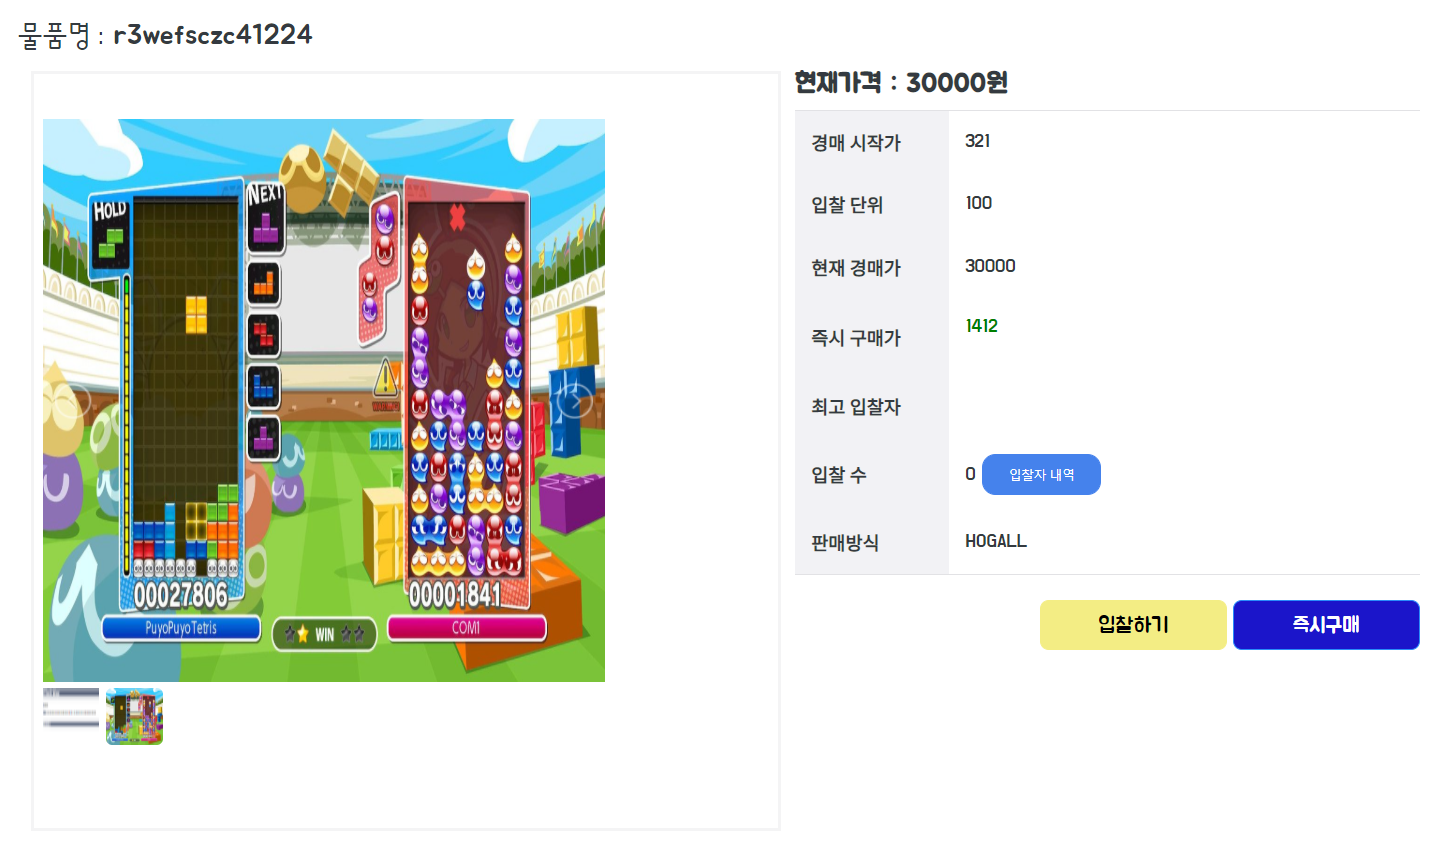 물품명 : r3wefsczc41224
현재가격 : 30000원
경매 시작가 321
입찰 단위 100
현재 경매가 30000
즉시 구매가 1412
최고 입찰자
입찰 수 0 입찰자 내역
판매방식 HOGALL
입찰하기 즉시구매
HOLD
NEXT
00027806
00001841
PuyoPuyoTetris
WIN
COM1